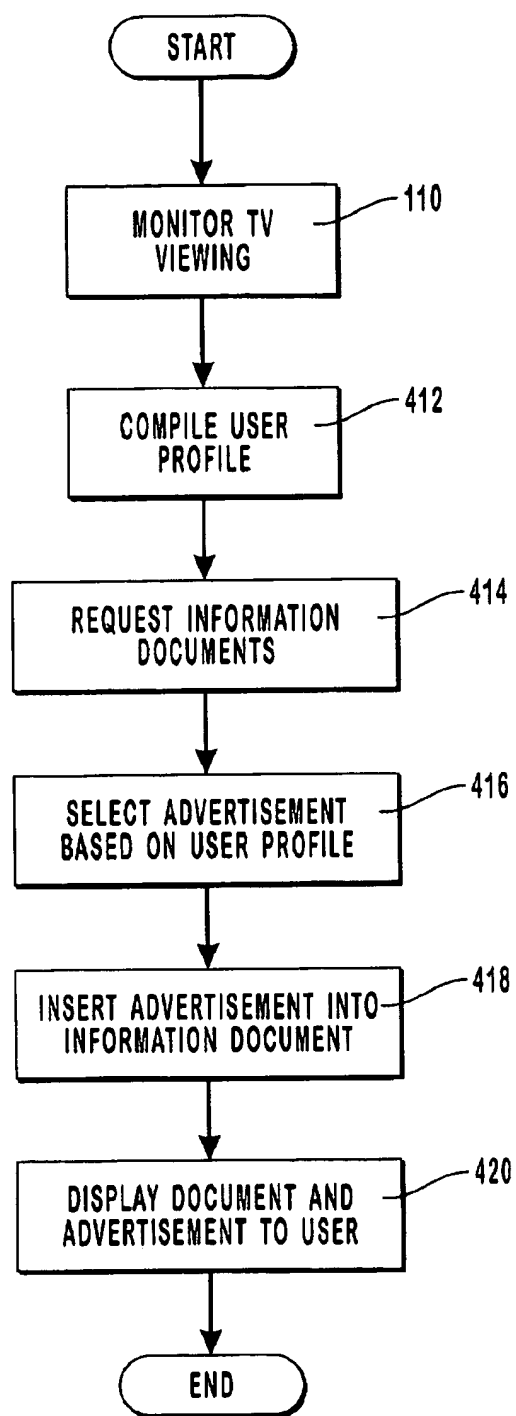 START
110
MONITOR TV
VIEWING
412
COMPILE USER
PROFILE
414
REQUEST INFORMATION
DOCUMENTS
416
SELECT ADVERTISEMENT
BASED ON USER PROFILE
418
INSERT ADVERTISEMENT INTO
INFORMATION DOCUMENT
420
DISPLAY DOCUMENT AND
ADVERTISEMENT TO USER
END